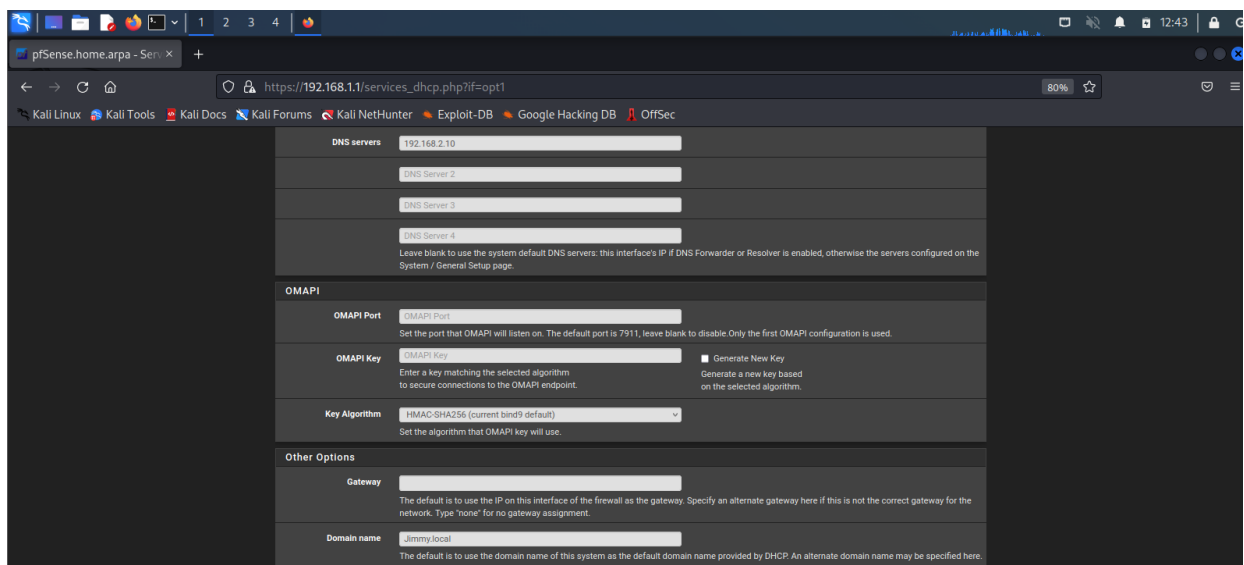 1 2 3 4
12:43
pfSense.home.arpa - Serv
https://192.168.1.1/services_dhcp.php?if=opt1
80%
Kali Linux Kali Tools Kali Docs Kali Forums Kali NetHunter Exploit-DB Google Hacking DB OffSec
DNS servers 192.168.2.10
DNS Server 2
DNS Server 3
DNS Server 4
Leave blank to use the system default DNS servers: this interface's IP if DNS Forwarder or Resolver is enabled, otherwise the servers configured on the
System / General Setup page.
OMAPI
OMAPI Port OMAPI Port
Set the port that OMAPI will listen on. The default port is 7911, leave blank to disable.Only the first OMAPI configuration is used.
OMAPI Key OMAPI Key Generate New Key
Enter a key matching the selected algorithm Generate a new key based
to secure connections to the OMAPI endpoint. on the selected algorithm.
Key Algorithm HMAC-SHA256 (current bind9 default)
Set the algorithm that OMAPI key will use.
Other Options
Gateway
The default is to use the IP on this interface of the firewall as the gateway. Specify an alternate gateway here if this is not the correct gateway for the
network. Type "none" for no gateway assignment.
Domain name Jimmy.local
The default is to use the domain name of this system as the default domain name provided by DHCP. An alternate domain name may be specified here.